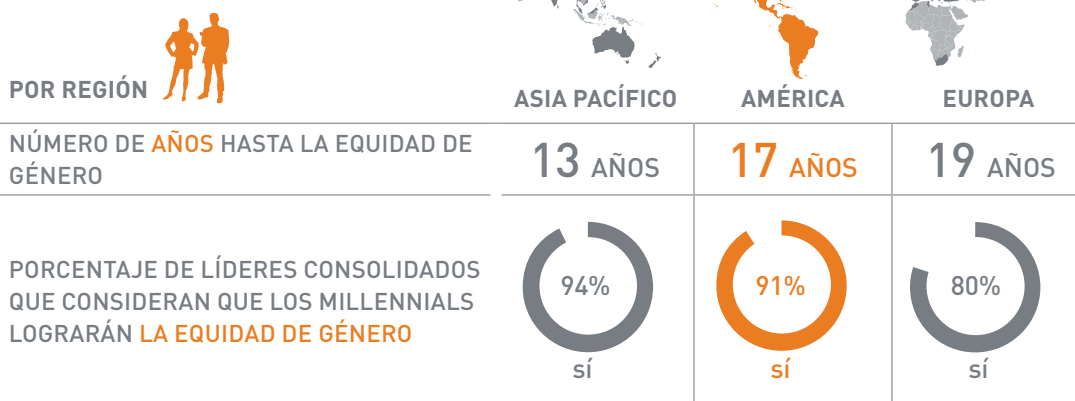 POR REGIÓN
ASIA PACÍFICO AMÉRICA EUROPA
NÚMERO DE AÑOS HASTA LA EQUIDAD DE
GÉNERO
13 AÑOS 17 AÑOS 19 AÑOS
PORCENTAJE DE LÍDERES CONSOLIDADOS
QUE CONSIDERAN QUE LOS MILLENNIALS
LOGRARÁN LA EQUIDAD DE GÉNERO
94% 91% 80%
sí sí sí